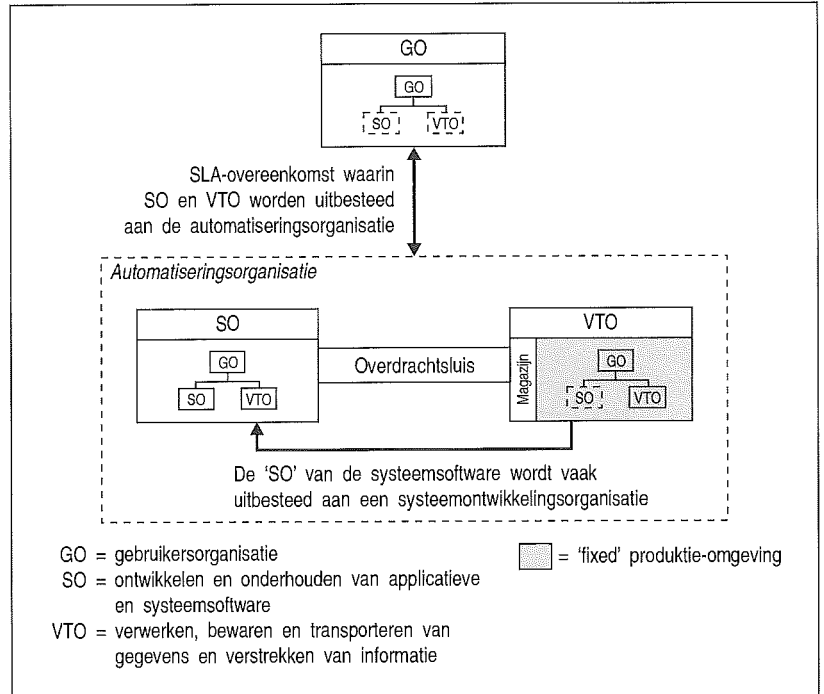 GO
GO
SO VTO
SLA-overeenkomst waarin
SO en VTO worden uitbesteed
aan de automatiseringsorganisatie
Automatiseringsorganisatie
SO
GO
SO VTO
Overdrachtsluis
VTO
Magazijn
GO
SO VTO
De 'SO' van de systeemsoftware wordt vaak
uitbesteed aan een systeemontwikkelingsorganisatie
GO = gebruikersorganisatie
SO = ontwikkelen en onderhouden van applicatieve
en systeemsoftware
VTO = verwerken, bewaren en transporteren van
gegevens en verstrekken van informatie
= 'fixed' produktie-omgeving